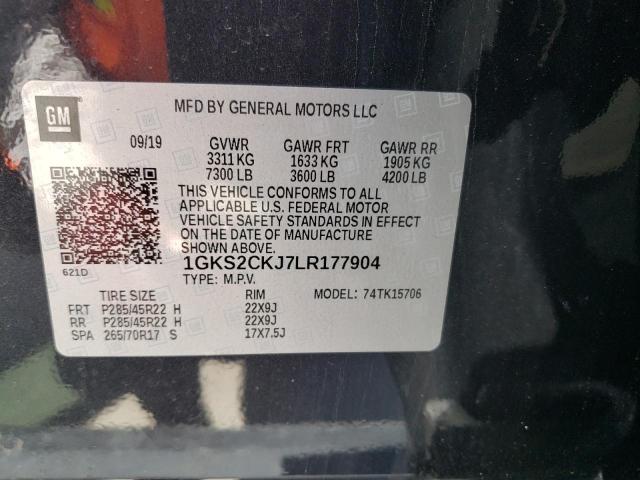 GM
MFD BY GENERAL MOTORS LLC
09/19 GVWR GAWR FRT GAWR RR
3311 KG 1633 KG 1905 KG
7300 LB 3600 LB 4200 LB
THIS VEHICLE CONFORMS TO ALL
APPLICABLE U.S. FEDERAL MOTOR
VEHICLE SAFETY STANDARDS IN EFFECT
ON THE DATE OF MANUFACTURE
SHOWN ABOVE.
621D
1GKS2CKJ7LR177904
TYPE: M.P.V.
TIRE SIZE RIM MODEL: 74TK15706
FRT P285/45R22 H 22X9J
RR P285/45R22 H 22X9J
SPA 265/70R17 S 17X7.5J